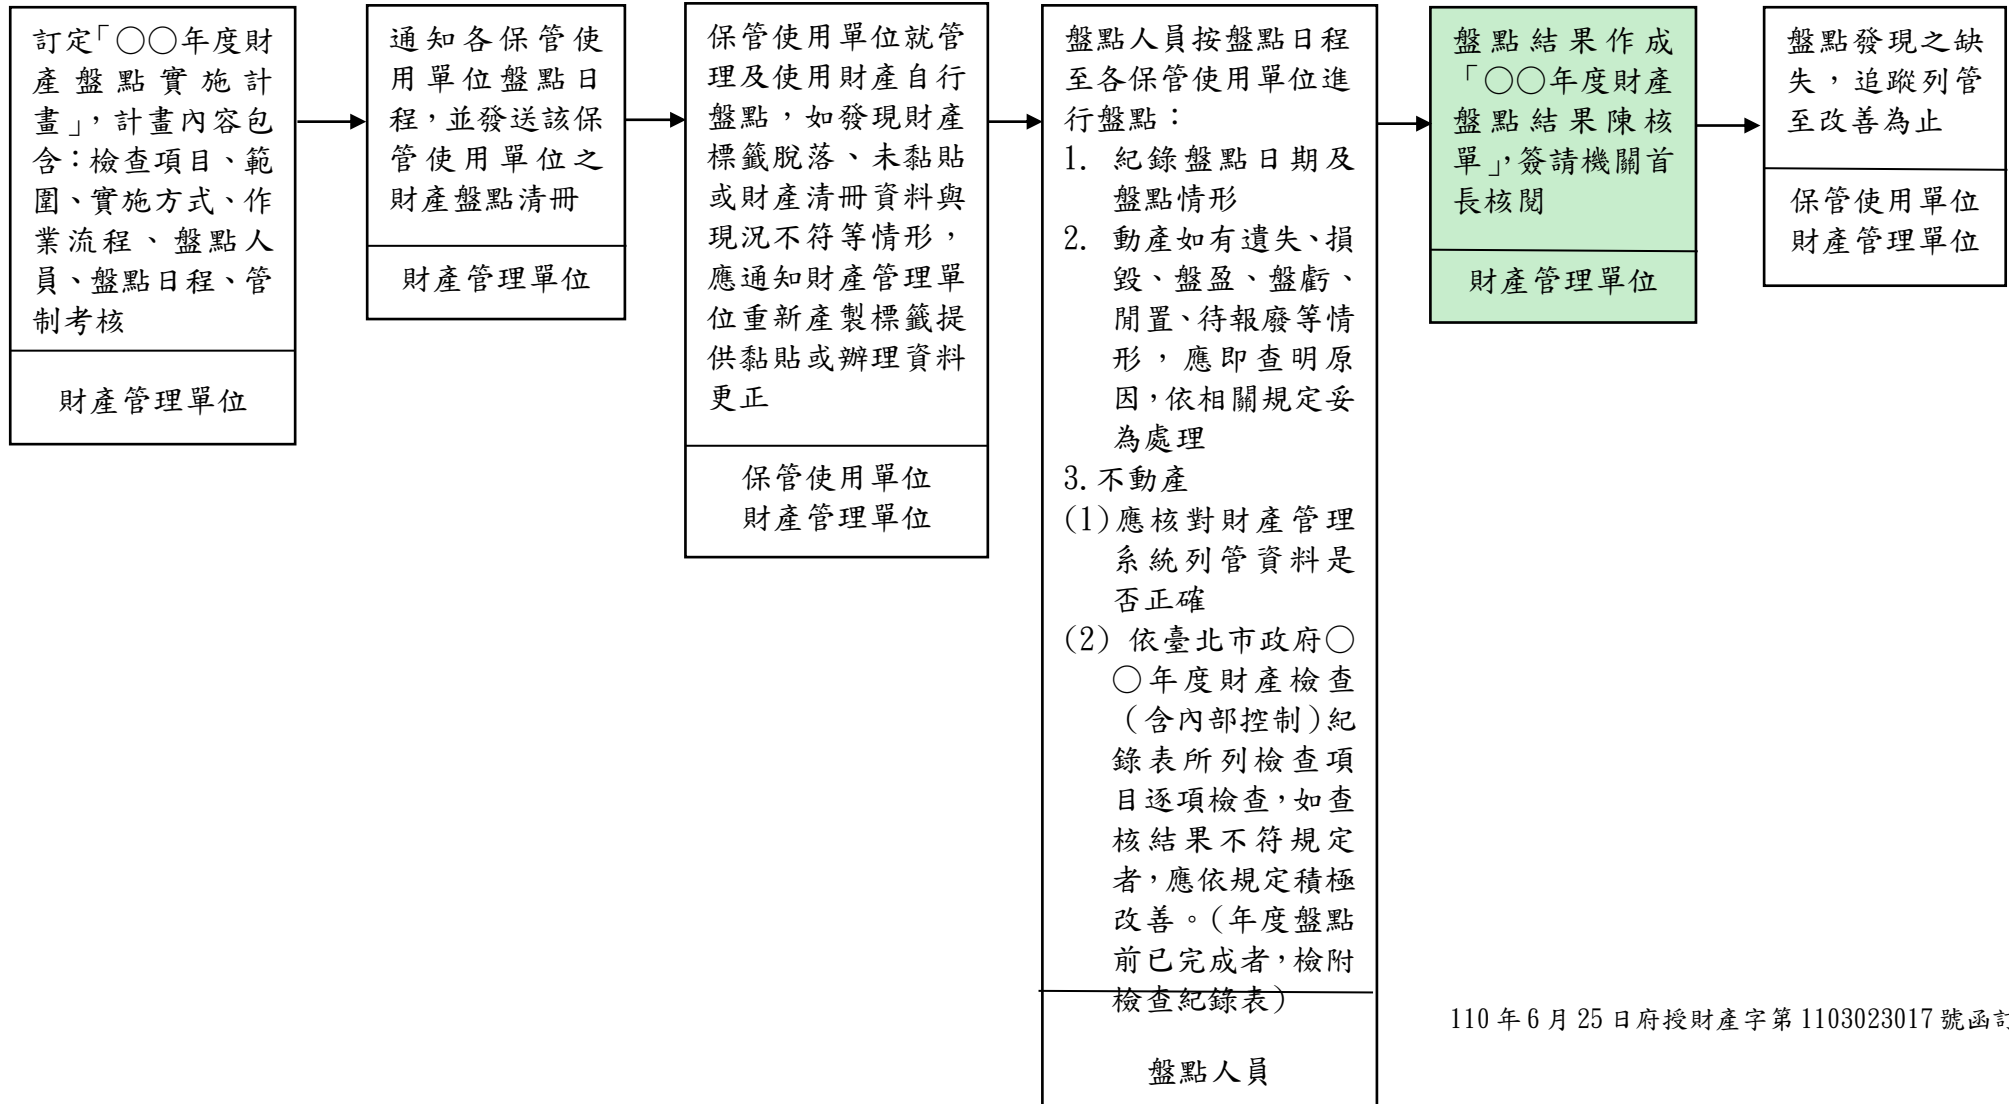 訂定「○○年度財
產盤點實施計
畫」，計畫內容包
含：檢查項目、範
圍、實施方式、作
業流程、盤點人
員、盤點日程、管
制考核
財產管理單位
通知各保管使
用單位盤點日
程，並發送該保
管使用單位之
財產盤點清冊
財產管理單位
保管使用單位就管
理及使用財產自行
盤點，如發現財產
標籤脫落、未黏貼
或財產清冊資料與
現況不符等情形，
應通知財產管理單
位重新產製標籤提
供黏貼或辦理資料
更正
保管使用單位
財產管理單位
盤點人員按盤點日程
至各保管使用單位進
行盤點：
1. 紀錄盤點日期及
盤點情形
2. 動產如有遺失、損
毀、盤盈、盤虧、
閒置、待報廢等情
形，應即查明原
因，依相關規定妥
為處理
3.不動產
(1)應核對財產管理
系統列管資料是
否正確
(2) 依臺北市政府○
○年度財產檢查
（含內部控制）紀
錄表所列檢查項
目逐項檢查，如查
核結果不符規定
者，應依規定積極
改善。（年度盤點
前已完成者，檢附
檢查紀錄表）
盤點人員
盤點結果作成
「○○年度財產
盤點結果陳核
單」，簽請機關首
長核閱
財產管理單位
盤點發現之缺
失，追蹤列管
至改善為止
保管使用單位
財產管理單位
110 年 6 月 25 日府授財產字第 1103023017 號函